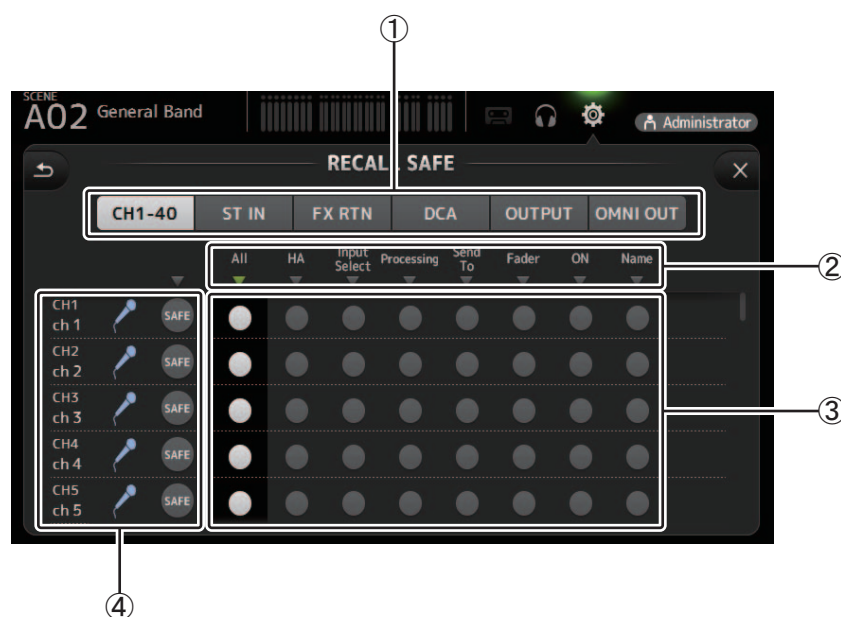 ①
SCENE
A02 General Band
Administrator
RECALL SAFE
CH1-40 ST IN FX RTN DCA OUTPUT OMNI OUT
All HA Input Select Processing Send To Fader ON Name
②
CH1
ch 1
SAFE
CH2
ch 2
SAFE
CH3
ch 3
SAFE
③
CH4
ch 4
SAFE
CH5
ch 5
SAFE
④